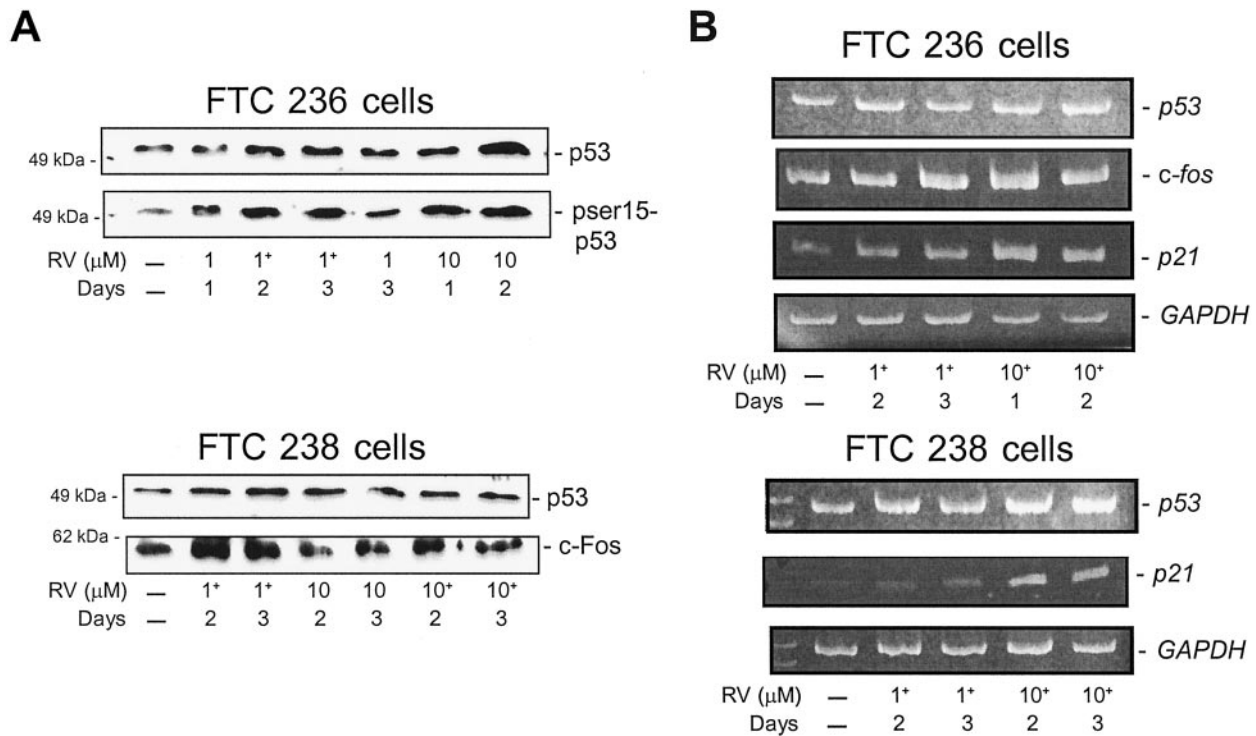 A
FTC 236 cells
49 kDa -
- p53
49 kDa -
- pser15-
p53
RV (μM) — 1 1⁺ 1⁺ 1 10 10
Days — 1 2 3 3 1 2
FTC 238 cells
49 kDa -
- p53
62 kDa -
- c-Fos
RV (μM) — 1⁺ 1⁺ 10 10 10⁺ 10⁺
Days — 2 3 2 3 2 3
B
FTC 236 cells
- p53
- c-fos
- p21
- GAPDH
RV (μM) — 1⁺ 1⁺ 10⁺ 10⁺
Days — 2 3 1 2
FTC 238 cells
- p53
- p21
- GAPDH
RV (μM) — 1⁺ 1⁺ 10⁺ 10⁺
Days — 2 3 2 3